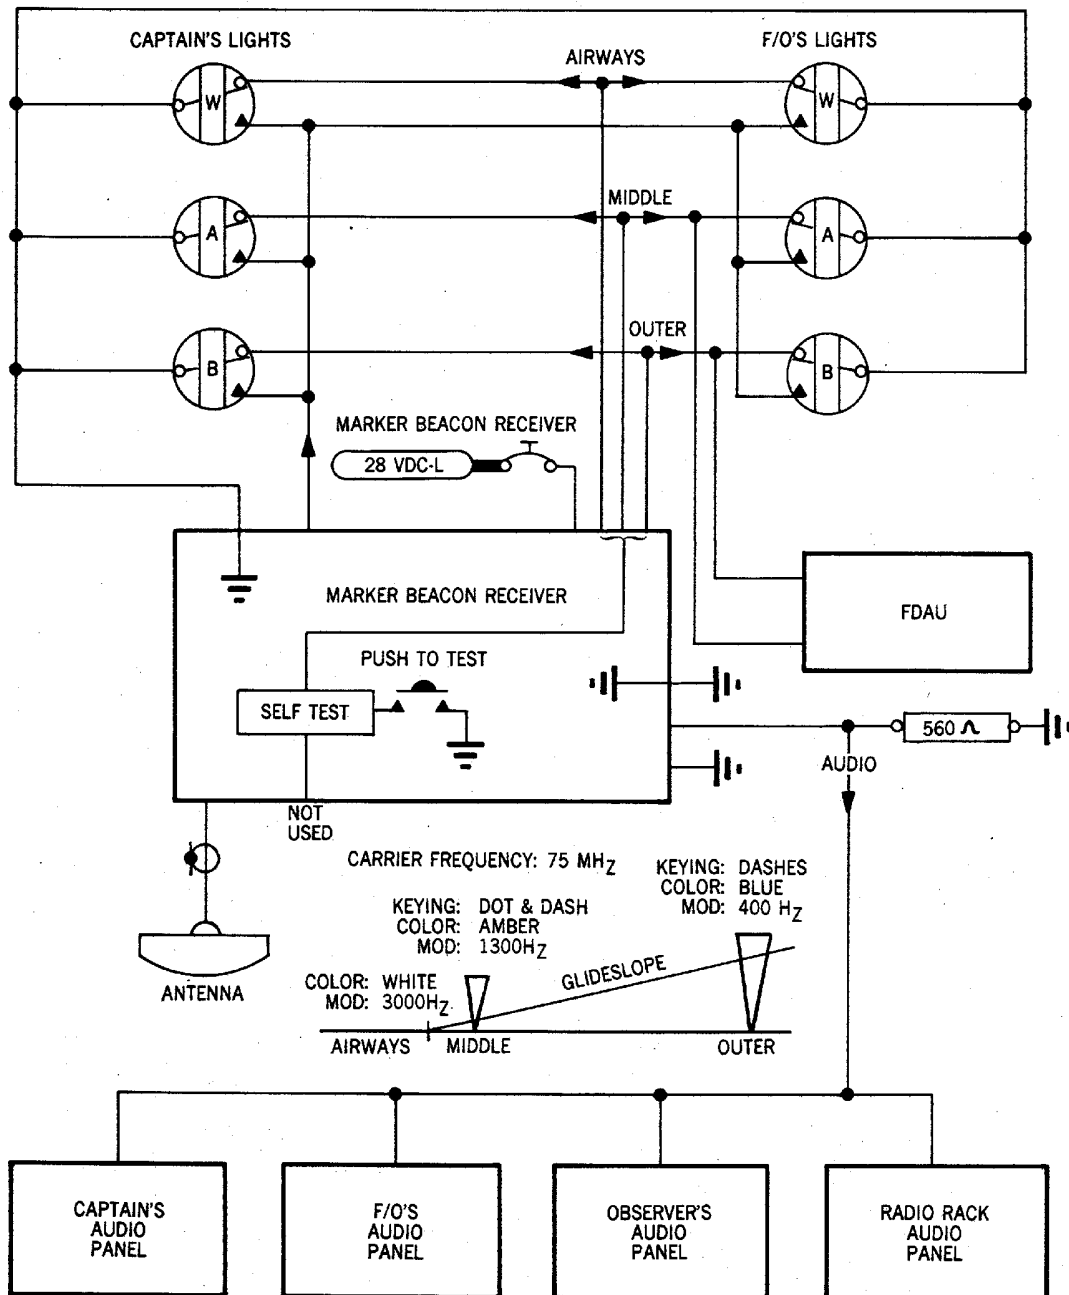 CAPTAIN'S LIGHTS
F/O'S LIGHTS
AIRWAYS
W
W
MIDDLE
A
A
OUTER
B
B
MARKER BEACON RECEIVER
28 VDC-L
MARKER BEACON RECEIVER
FDAU
PUSH TO TEST
SELF TEST
560 Ω
AUDIO
NOT
USED
CARRIER FREQUENCY: 75 MHZ
KEYING: DASHES
COLOR: BLUE
MOD: 400 HZ
KEYING: DOT & DASH
COLOR: AMBER
MOD: 1300HZ
GLIDESLOPE
ANTENNA
COLOR: WHITE
MOD: 3000HZ
AIRWAYS
MIDDLE
OUTER
CAPTAIN'S
AUDIO
PANEL
F/O'S
AUDIO
PANEL
OBSERVER'S
AUDIO
PANEL
RADIO RACK
AUDIO
PANEL